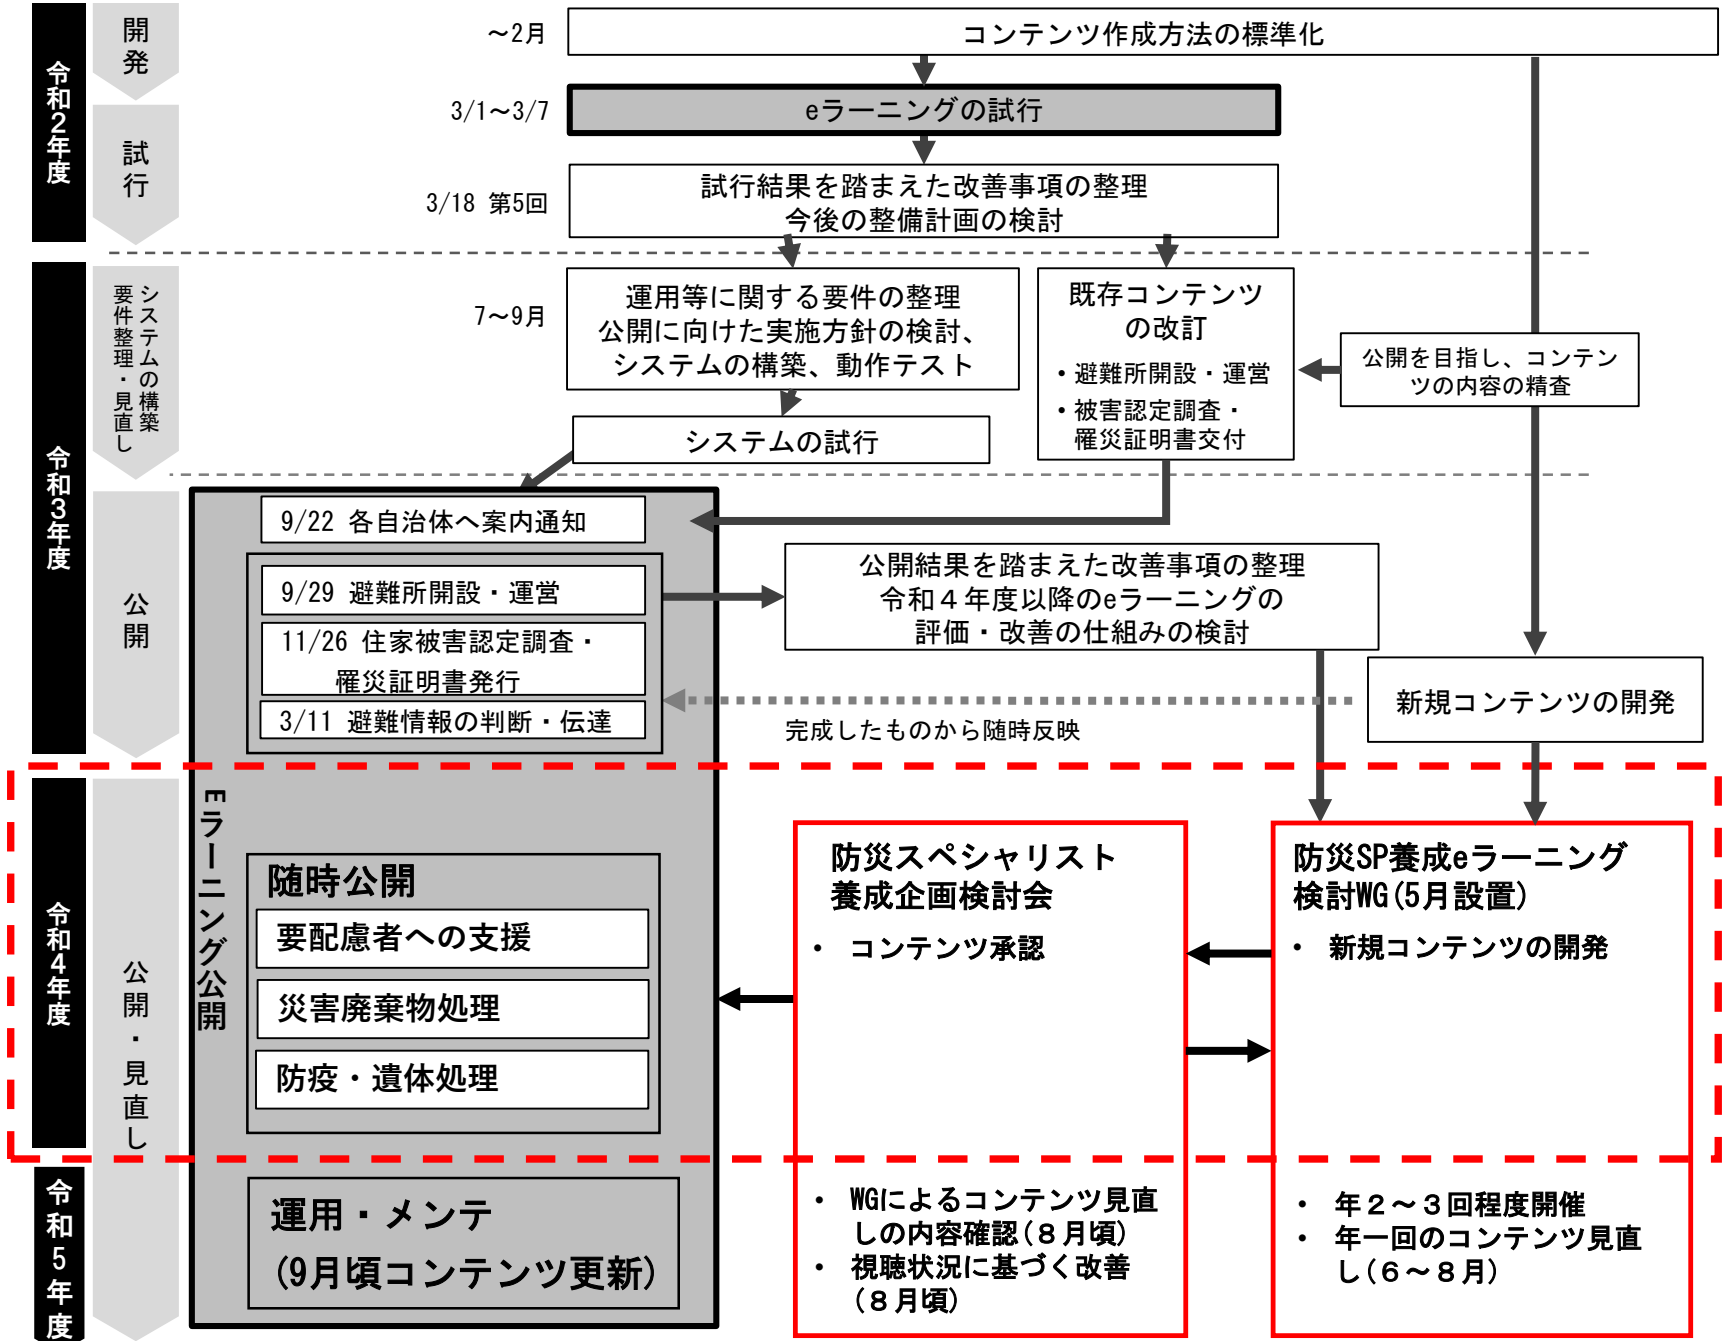 令和2年度
開発
～2月
コンテンツ作成方法の標準化
3/1～3/7
eラーニングの試行
試行
3/18 第5回
試行結果を踏まえた改善事項の整理
今後の整備計画の検討
令和3年度
システムの構築
要件整理・見直し
7～9月
運用等に関する要件の整理
公開に向けた実施方針の検討、
システムの構築、動作テスト
既存コンテンツ
の改訂
・避難所開設・運営
・被害認定調査・
罹災証明書交付
公開を目指し、コンテン
ツの内容の精査
システムの試行
公開
9/22 各自治体へ案内通知
9/29 避難所開設・運営
11/26 住家被害認定調査・
罹災証明書発行
3/11 避難情報の判断・伝達
公開結果を踏まえた改善事項の整理
令和４年度以降のeラーニングの
評価・改善の仕組みの検討
新規コンテンツの開発
完成したものから随時反映
令和4年度
公開・見直し
Eラーニング公開
随時公開
要配慮者への支援
災害廃棄物処理
防疫・遺体処理
防災スペシャリスト
養成企画検討会
・ コンテンツ承認
防災SP養成eラーニング
検討WG(5月設置)
・ 新規コンテンツの開発
令和5年度
運用・メンテ
(9月頃コンテンツ更新)
・ WGによるコンテンツ見直
しの内容確認(８月頃)
・ 視聴状況に基づく改善
(８月頃)
・ 年２～３回程度開催
・ 年一回のコンテンツ見直
し(６～８月)